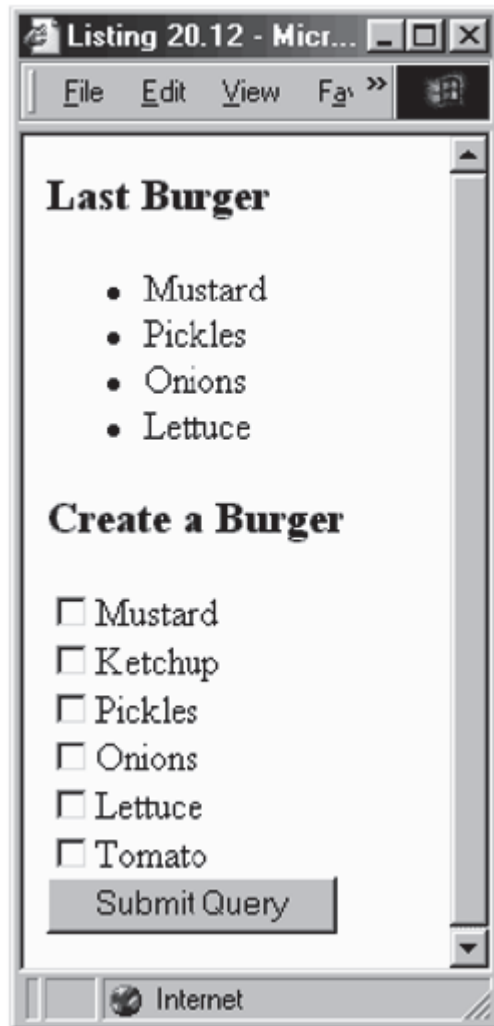 Listing 20.12 - Micr...
File Edit View Fa »
Last Burger
• Mustard
• Pickles
• Onions
• Lettuce
Create a Burger
Mustard
Ketchup
Pickles
Onions
Lettuce
Tomato
Submit Query
Internet